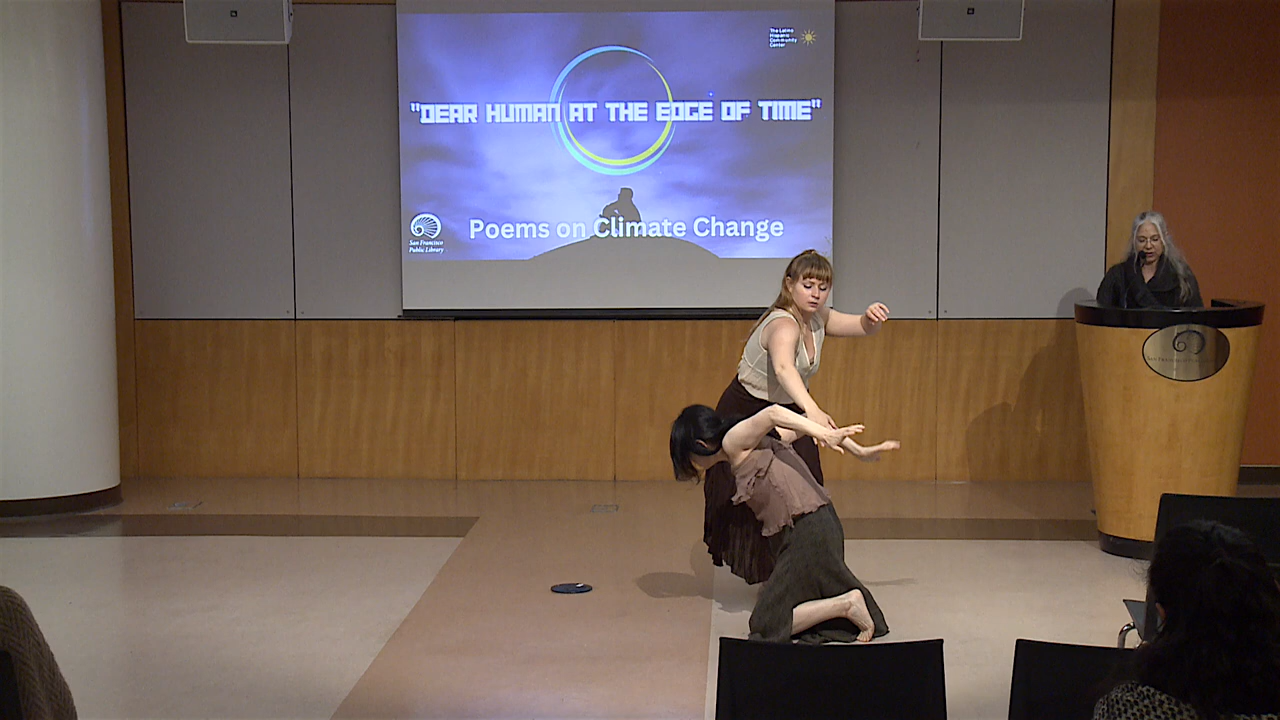 The Latino
Hispanic
Community
Center
"DEAR HUMAN AT THE EDGE OF TIME"
Poems on Climate Change
San Francisco
Public Library